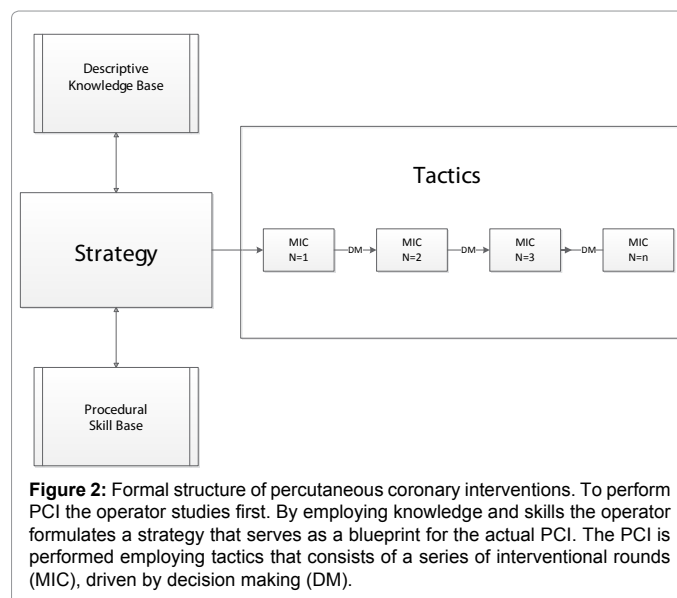 Descriptive
Knowledge Base
Tactics
Strategy
MIC
N=1
DM
MIC
N=2
DM
MIC
N=3
DM
MIC
N=n
Procedural
Skill Base
Figure 2: Formal structure of percutaneous coronary interventions. To perform
PCI the operator studies first. By employing knowledge and skills the operator
formulates a strategy that serves as a blueprint for the actual PCI. The PCI is
performed employing tactics that consists of a series of interventional rounds
(MIC), driven by decision making (DM).